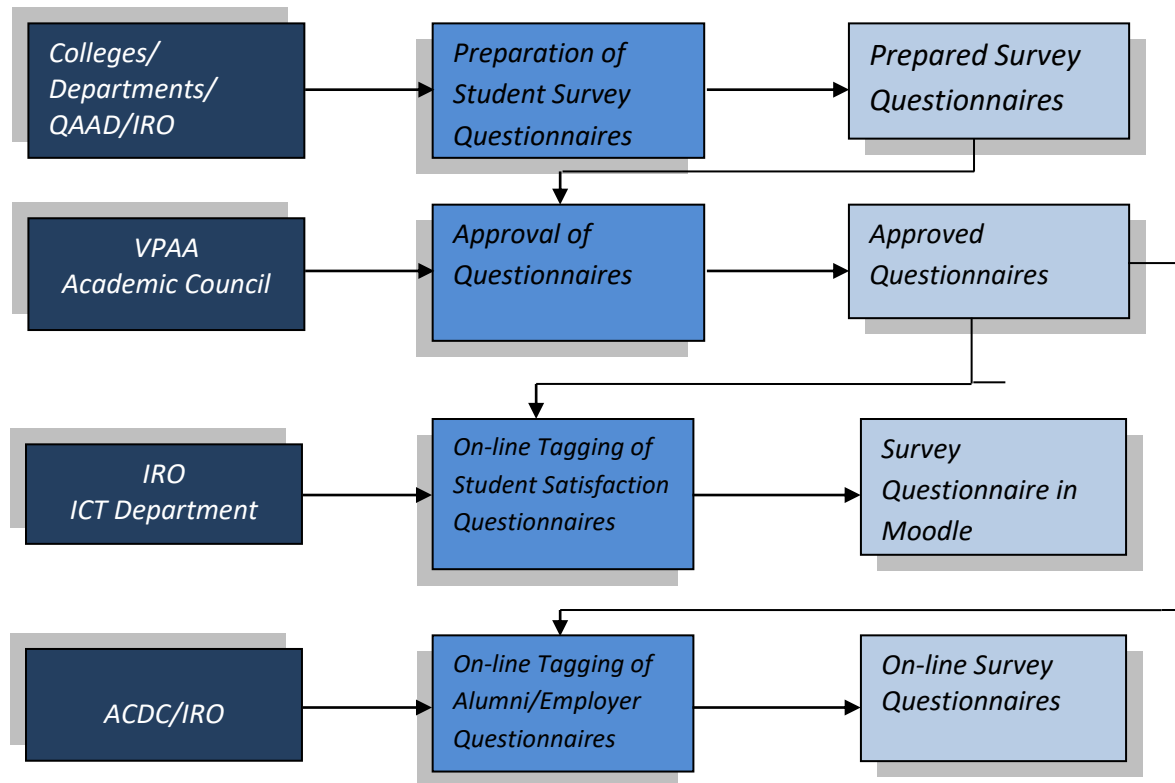 Colleges/
Departments/
QAAD/IRO
Preparation of
Student Survey
Questionnaires
Prepared Survey
Questionnaires
VPAA
Academic Council
Approval of
Questionnaires
Approved
Questionnaires
IRO
ICT Department
On-line Tagging of
Student Satisfaction
Questionnaires
Survey
Questionnaire in
Moodle
ACDC/IRO
On-line Tagging of
Alumni/Employer
Questionnaires
On-line Survey
Questionnaires